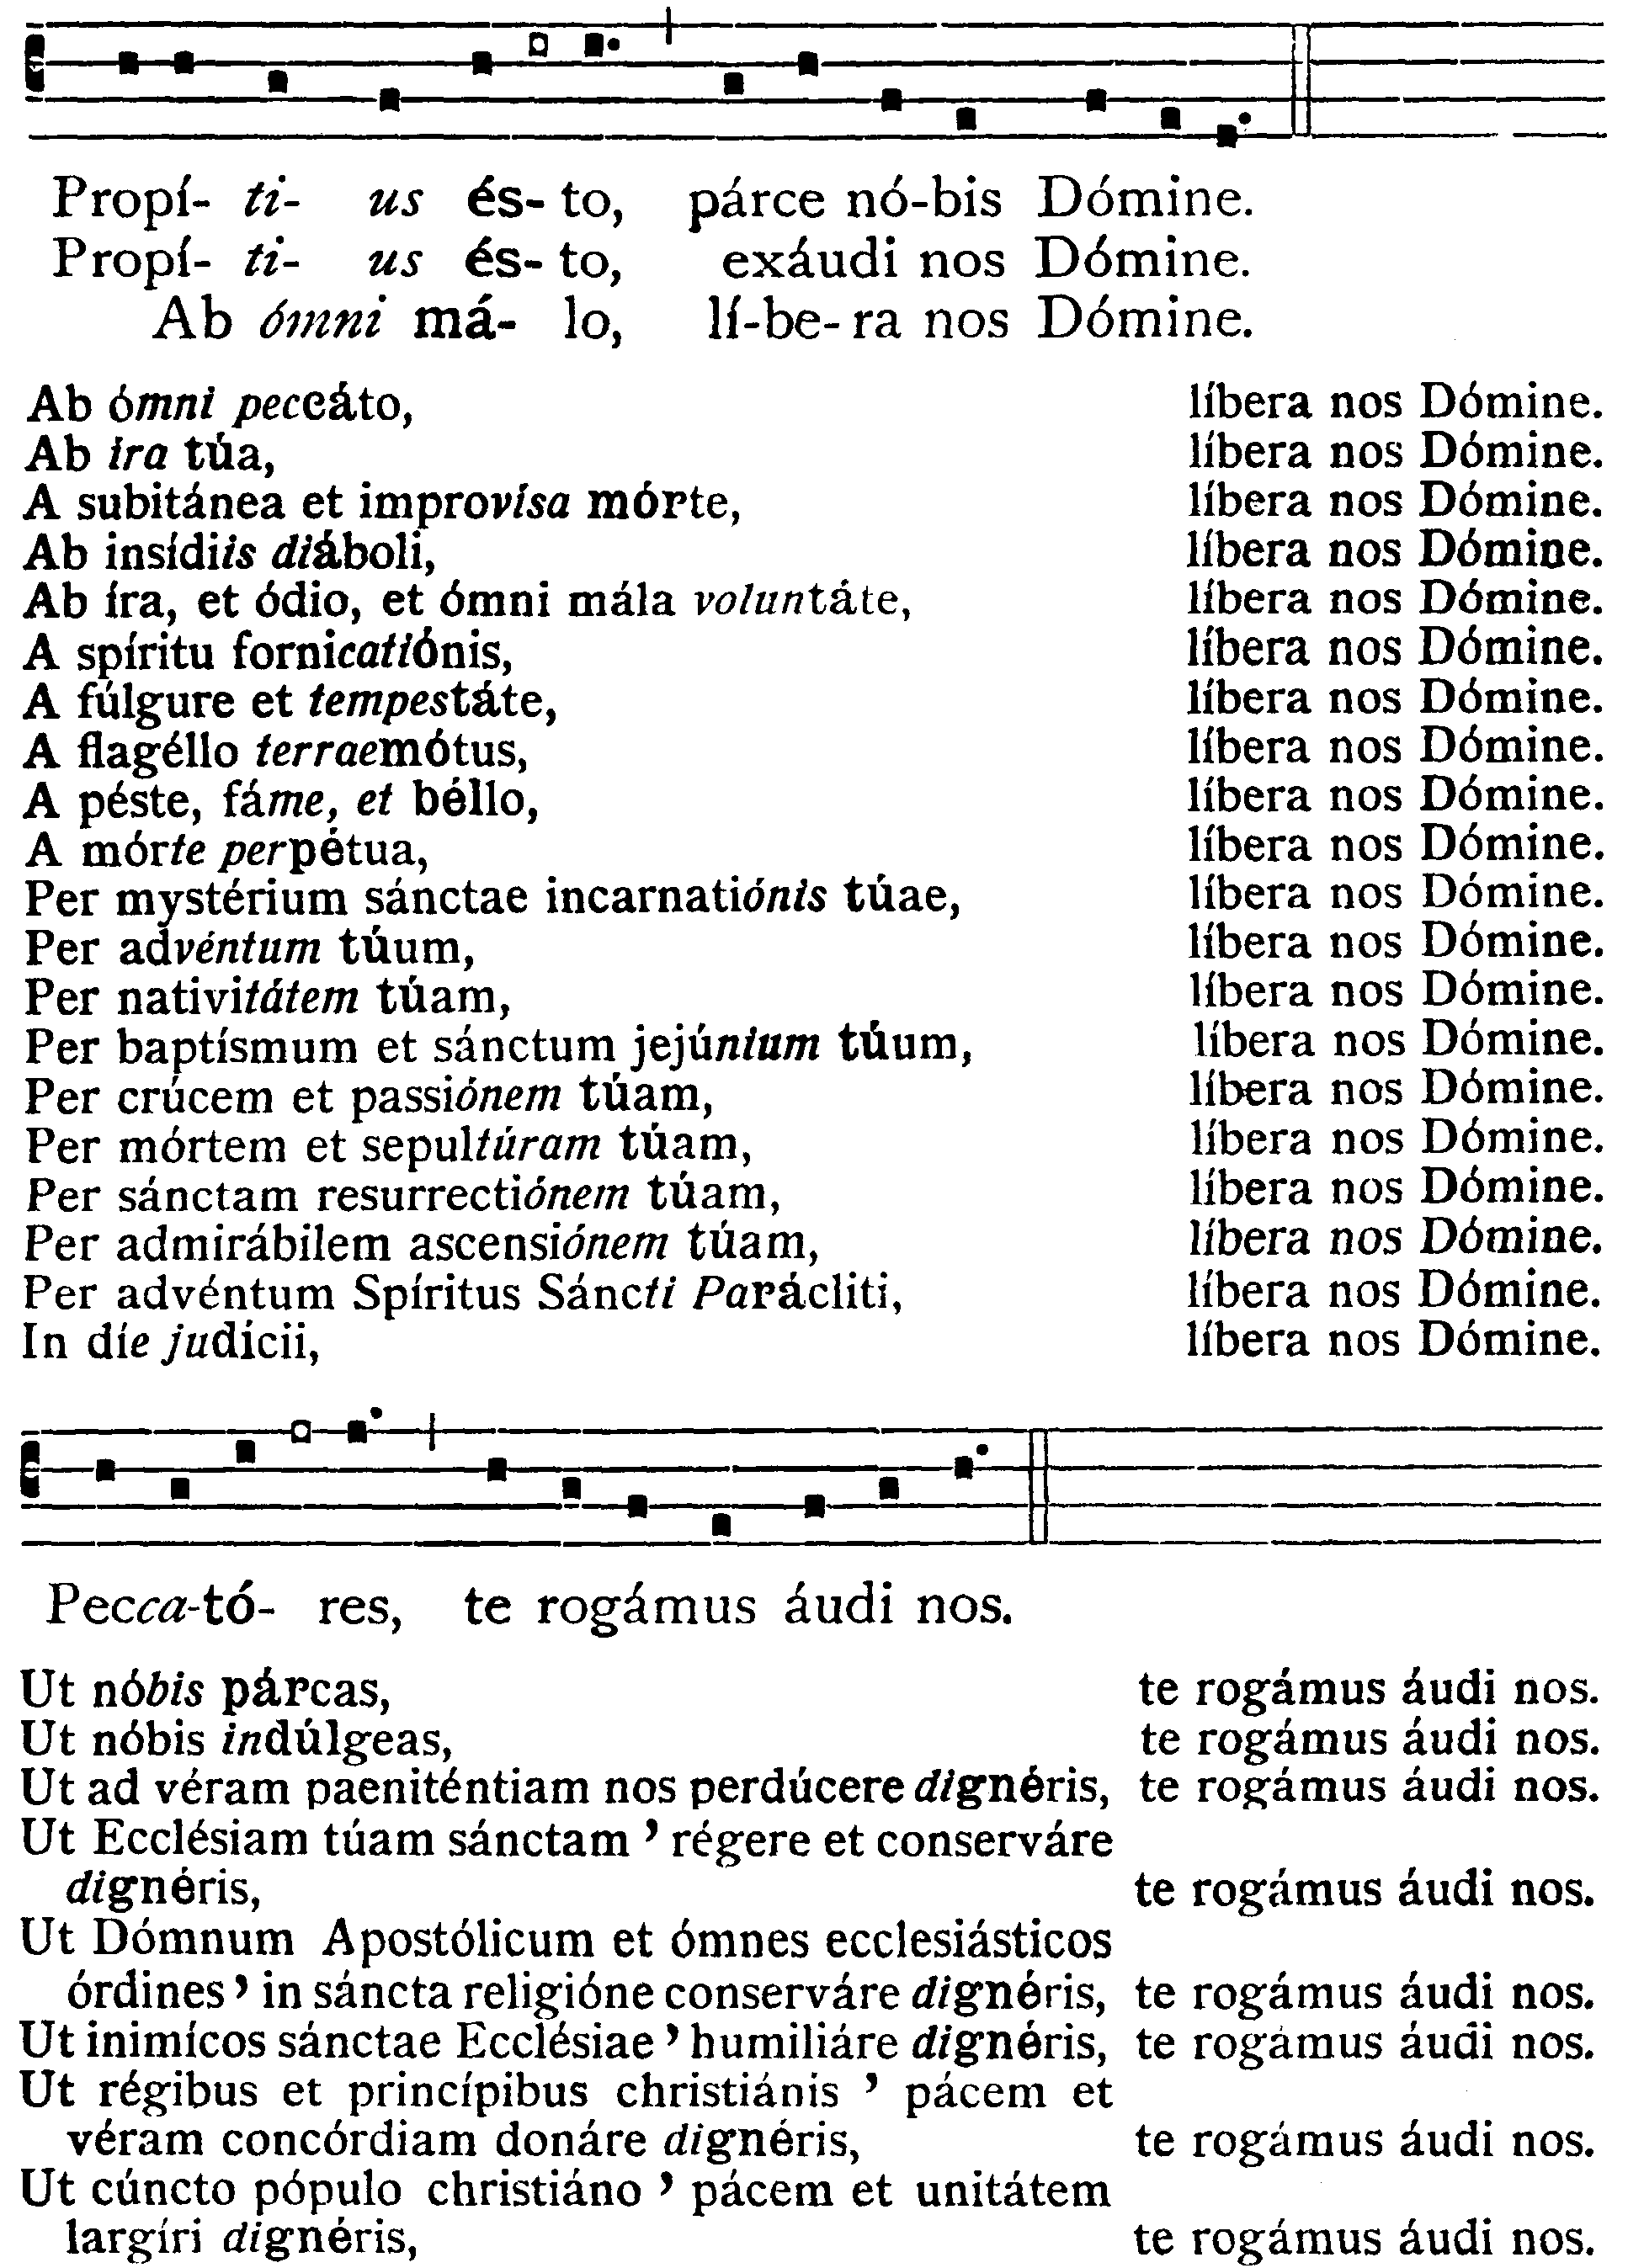 Propí- ti- us és- to, párce nó-bis Dómine.
Propí- ti- us és- to, exáudi nos Dómine.
Ab ómni má- lo, lí-be-ra nos Dómine.
Ab ómni peccáto, líbera nos Dómine.
Ab ira túa, líbera nos Dómine.
A subitánea et improvísa mórte, líbera nos Dómine.
Ab insídiis diáboli, líbera nos Dómine.
Ab íra, et ódio, et ómni mála voluntáte, líbera nos Dómine.
A spíritu fornicatiónis, líbera nos Dómine.
A fúlgure et tempestáte, líbera nos Dómine.
A flagéllo terraemótus, líbera nos Dómine.
A péste, fáme, et béllo, líbera nos Dómine.
A mórte perpétua, líbera nos Dómine.
Per mystérium sánctae incarnatiónis túae, líbera nos Dómine.
Per advéntum túum, líbera nos Dómine.
Per nativitátem túam, líbera nos Dómine.
Per baptísmum et sánctum jejúnium túum, líbera nos Dómine.
Per crúcem et passiónem túam, líbera nos Dómine.
Per mórtem et sepultúram túam, líbera nos Dómine.
Per sánctam resurrectiónem túam, líbera nos Dómine.
Per admirábilem ascensiónem túam, líbera nos Dómine.
Per advéntum Spíritus Sáncti Parácliti, líbera nos Dómine.
In díe judícii, líbera nos Dómine.
Pecca-tó- res, te rogámus áudi nos.
Ut nóbis párcas, te rogámus áudi nos.
Ut nóbis indúlgeas, te rogámus áudi nos.
Ut ad véram paeniténtiam nos perdúcere dignéris, te rogámus áudi nos.
Ut Ecclésiam túam sánctam ’ régere et conserváre
dignéris, te rogámus áudi nos.
Ut Dómnum Apostólicum et ómnes ecclesiásticos
órdines ’ in sáncta religióne conserváre dignéris, te rogámus áudi nos.
Ut inimícos sánctae Ecclésiae ’ humiliáre dignéris, te rogámus áudi nos.
Ut régibus et princípibus christiánis ’ pácem et
véram concórdiam donáre dignéris, te rogámus áudi nos.
Ut cúncto pópulo christiáno ’ pácem et unitátem
largíri dignéris, te rogámus áudi nos.